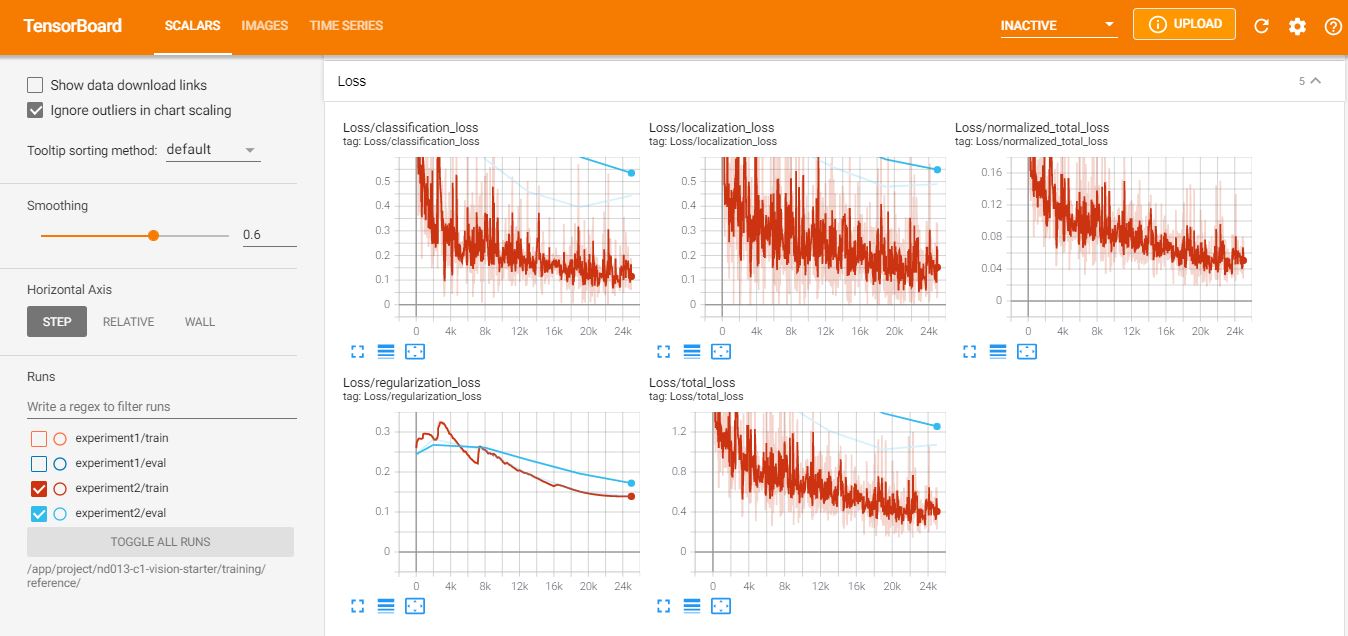 TensorBoard
SCALARS IMAGES TIME SERIES
INACTIVE
UPLOAD
Show data download links
Ignore outliers in chart scaling
Tooltip sorting method: default
Smoothing
0.6
Horizontal Axis
STEP RELATIVE WALL
Runs
Write a regex to filter runs
experiment1/train
experiment1/eval
experiment2/train
experiment2/eval
TOGGLE ALL RUNS
/app/project/nd013-c1-vision-starter/training/
reference/
Loss
5
Loss/classification_loss
tag: Loss/classification_loss
0.5
0.4
0.3
0.2
0.1
0
0 4k 8k 12k 16k 20k 24k
Loss/localization_loss
tag: Loss/localization_loss
0.5
0.4
0.3
0.2
0.1
0
0 4k 8k 12k 16k 20k 24k
Loss/normalized_total_loss
tag: Loss/normalized_total_loss
0.16
0.12
0.08
0.04
0
0 4k 8k 12k 16k 20k 24k
Loss/regularization_loss
tag: Loss/regularization_loss
0.3
0.2
0.1
0
0 4k 8k 12k 16k 20k 24k
Loss/total_loss
tag: Loss/total_loss
1.2
0.8
0.4
0
0 4k 8k 12k 16k 20k 24k